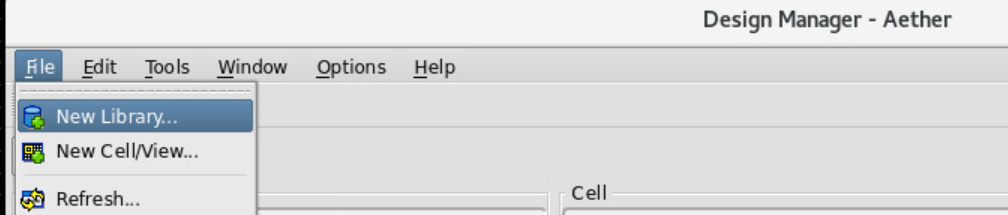 Design Manager - Aether
File Edit Tools Window Options Help
New Library...
New Cell/View...
Refresh...
Cell